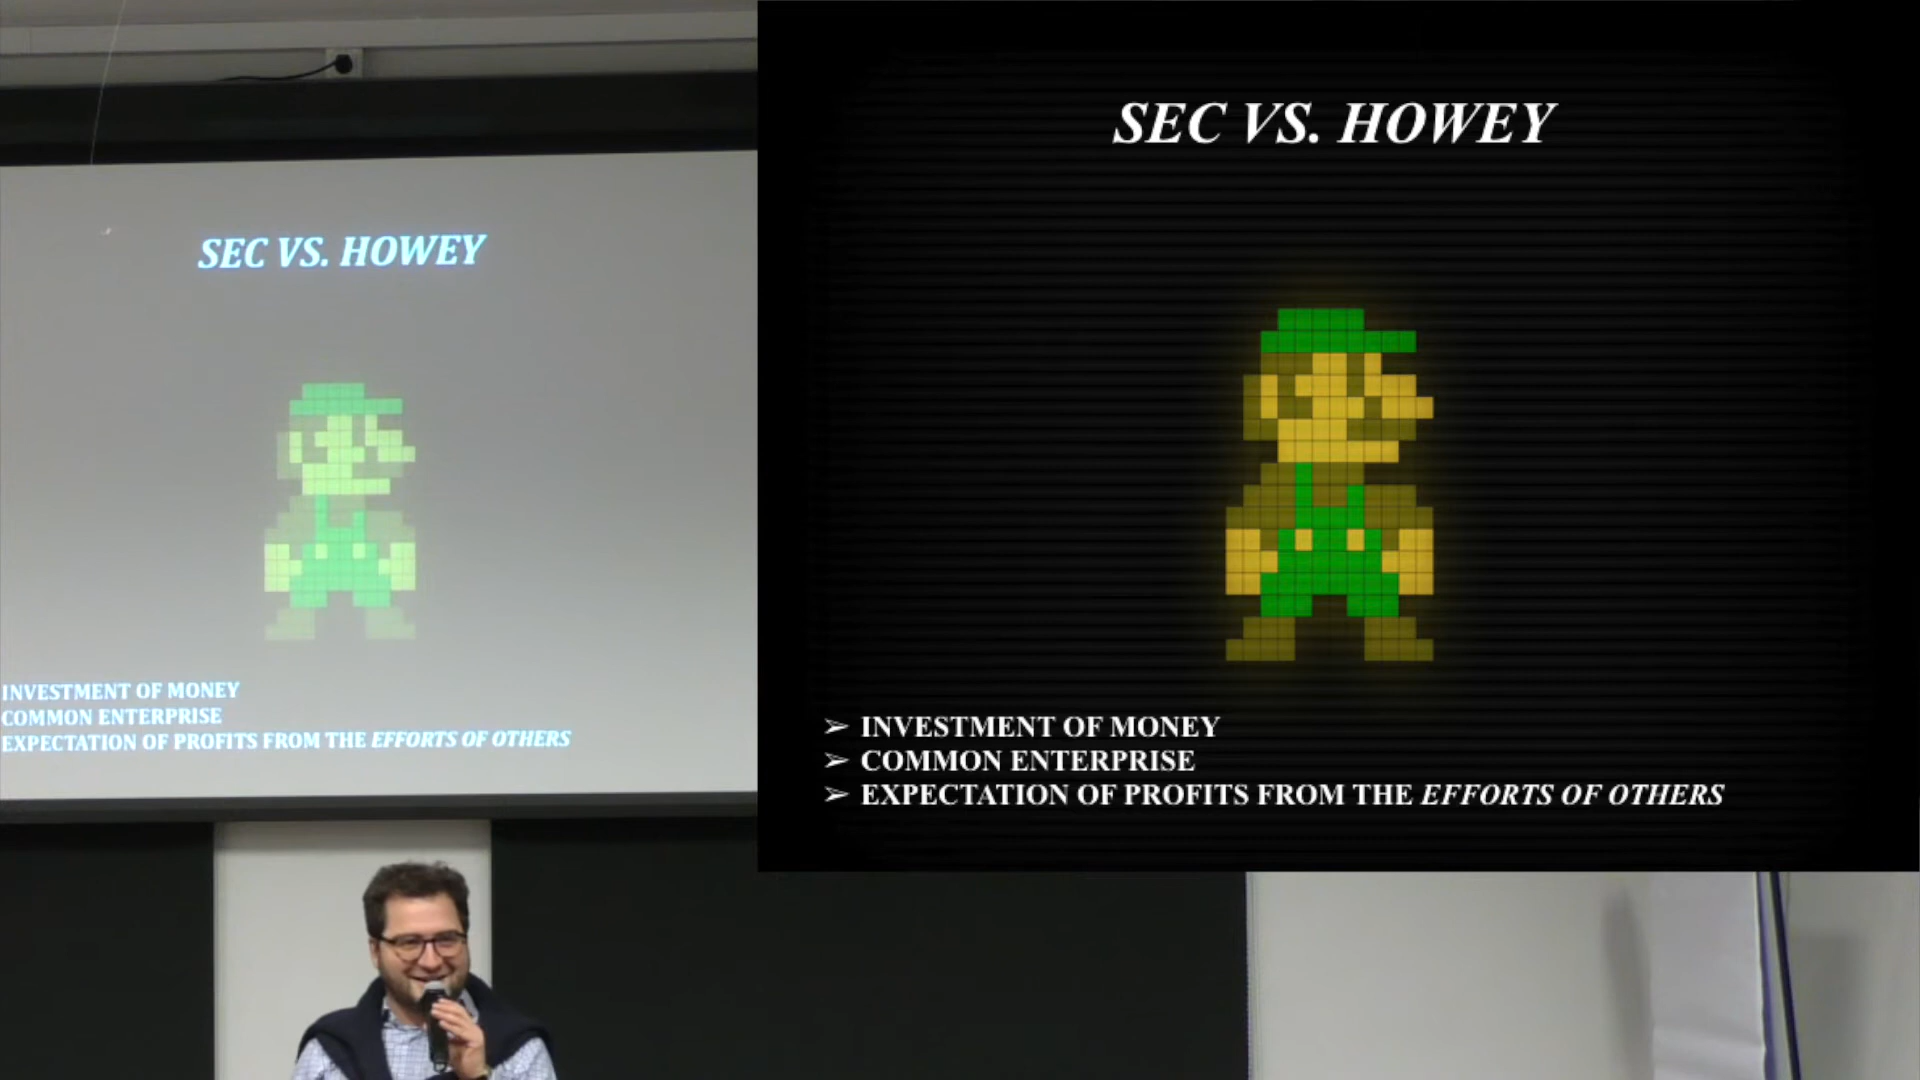 SEC VS. HOWEY
INVESTMENT OF MONEY
COMMON ENTERPRISE
EXPECTATION OF PROFITS FROM THE EFFORTS OF OTHERS
SEC VS. HOWEY
➢ INVESTMENT OF MONEY
➢ COMMON ENTERPRISE
➢ EXPECTATION OF PROFITS FROM THE EFFORTS OF OTHERS